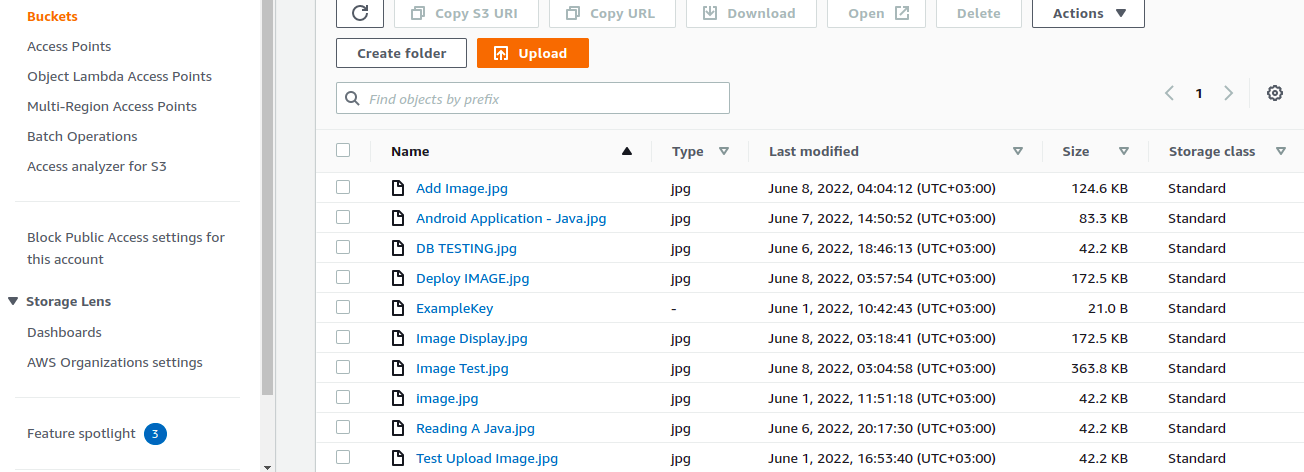 Buckets
Access Points
Object Lambda Access Points
Multi-Region Access Points
Batch Operations
Access analyzer for S3
Block Public Access settings for
this account
Storage Lens
Dashboards
AWS Organizations settings
Feature spotlight 3
Copy S3 URI Copy URL Download Open Delete Actions
Create folder Upload
Find objects by prefix
1
Name Type Last modified Size Storage class
Add Image.jpg jpg June 8, 2022, 04:04:12 (UTC+03:00) 124.6 KB Standard
Android Application - Java.jpg jpg June 7, 2022, 14:50:52 (UTC+03:00) 83.3 KB Standard
DB TESTING.jpg jpg June 6, 2022, 18:46:13 (UTC+03:00) 42.2 KB Standard
Deploy IMAGE.jpg jpg June 8, 2022, 03:57:54 (UTC+03:00) 172.5 KB Standard
ExampleKey - June 1, 2022, 10:42:43 (UTC+03:00) 21.0 B Standard
Image Display.jpg jpg June 8, 2022, 03:18:41 (UTC+03:00) 172.5 KB Standard
Image Test.jpg jpg June 8, 2022, 03:04:58 (UTC+03:00) 363.8 KB Standard
image.jpg jpg June 1, 2022, 11:51:18 (UTC+03:00) 42.2 KB Standard
Reading A Java.jpg jpg June 6, 2022, 20:17:30 (UTC+03:00) 42.2 KB Standard
Test Upload Image.jpg jpg June 1, 2022, 16:53:40 (UTC+03:00) 42.2 KB Standard